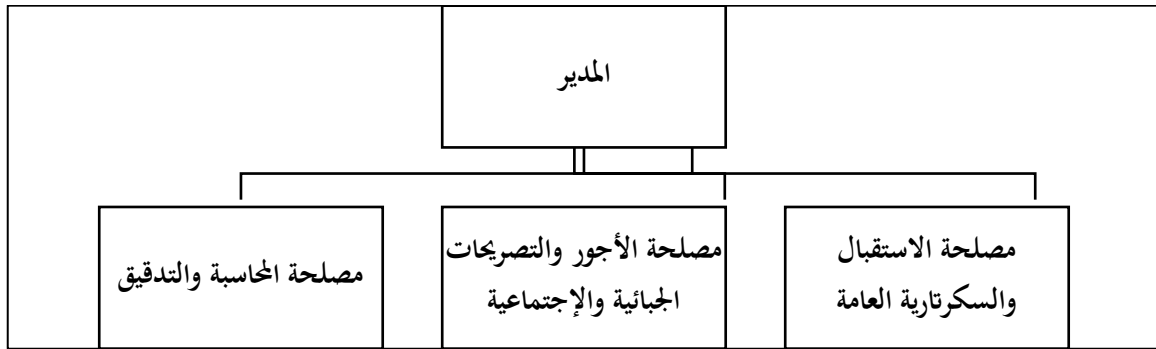 المدير
مصلحة الاستقبال
والسكرتارية العامة
مصلحة الأجور والتصريحات
الجبائية والإجتماعية
مصلحة المحاسبة والتدقيق